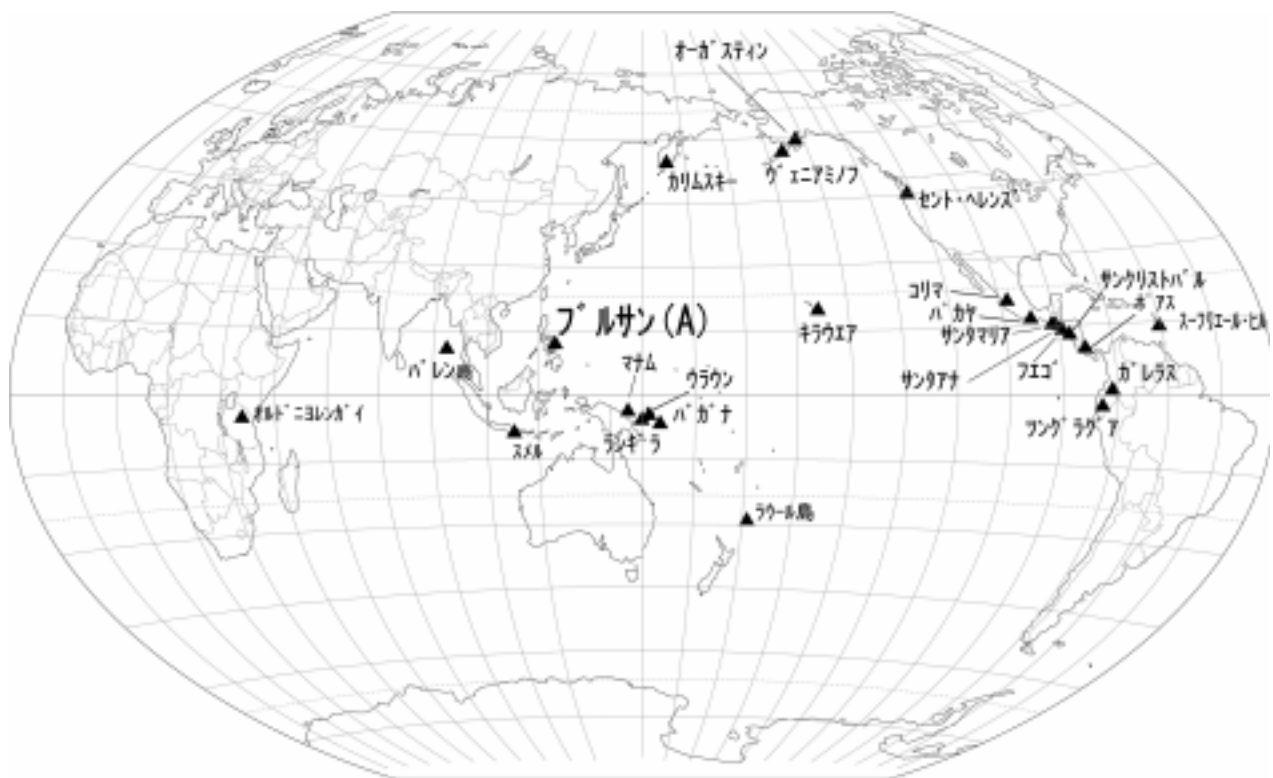 オーガスティン
カリムスキー
ヴェニアミノフ
セント・ヘレンズ
サンクリストバル
コリマ
ポアス
パカヤ
スーフリエール・ヒル
サンタマリア
キラウエア
ブルサン(A)
バレン島
サンタアナ
フエゴ
ガレラス
マナム
ウラウン
バガナ
オルドニヨレンガイ
ツングラグア
スメル
ラウール島